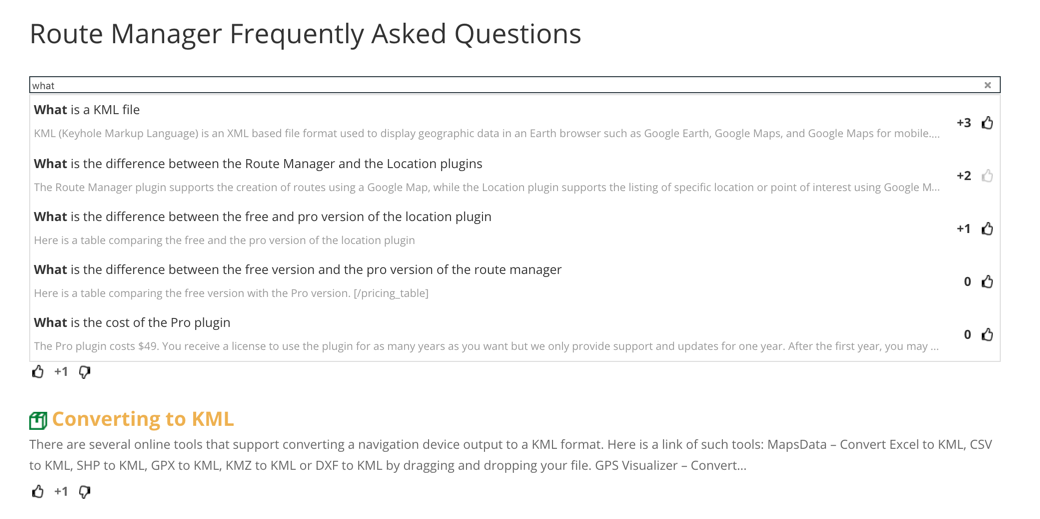 Route Manager Frequently Asked Questions
what
What is a KML file
KML (Keyhole Markup Language) is an XML based file format used to display geographic data in an Earth browser such as Google Earth, Google Maps, and Google Maps for mobile....
+3
What is the difference between the Route Manager and the Location plugins
The Route Manager plugin supports the creation of routes using a Google Map, while the Location plugin supports the listing of specific location or point of interest using Google M...
+2
What is the difference between the free and pro version of the location plugin
Here is a table comparing the free and the pro version of the location plugin
+1
What is the difference between the free version and the pro version of the route manager
Here is a table comparing the free version with the Pro version. [/pricing_table]
0
What is the cost of the Pro plugin
The Pro plugin costs $49. You receive a license to use the plugin for as many years as you want but we only provide support and updates for one year. After the first year, you may ...
0
+1
Converting to KML
There are several online tools that support converting a navigation device output to a KML format. Here is a link of such tools: MapsData – Convert Excel to KML, CSV
to KML, SHP to KML, GPX to KML, KMZ to KML or DXF to KML by dragging and dropping your file. GPS Visualizer – Convert...
+1